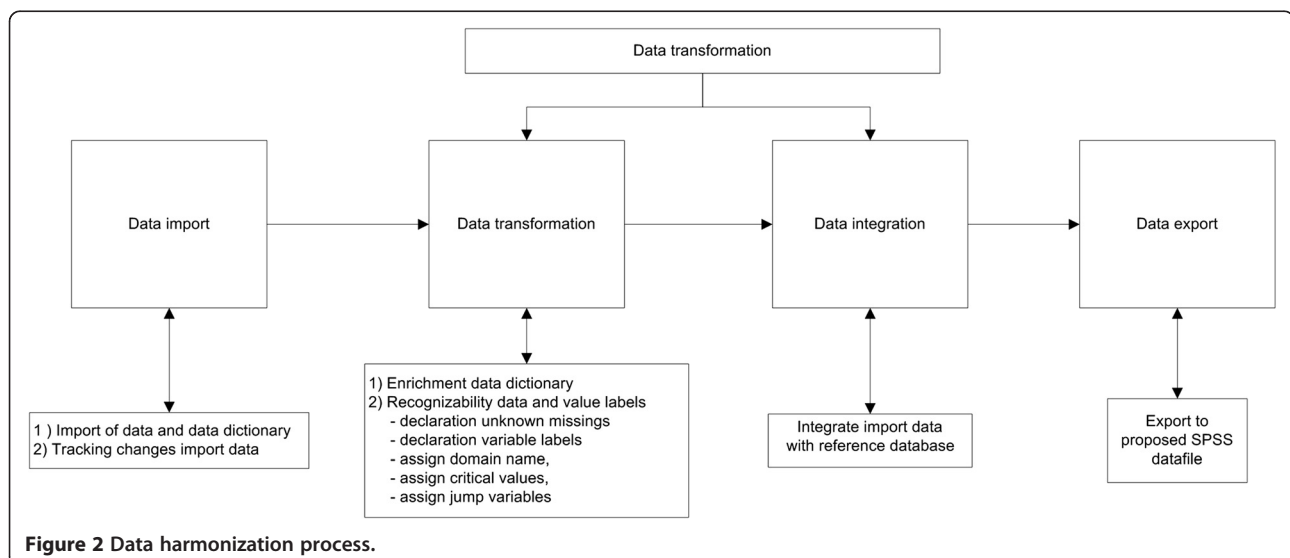 Data transformation
Data import
Data transformation
Data integration
Data export
1 ) Import of data and data dictionary
2) Tracking changes import data
1) Enrichment data dictionary
2) Recognizability data and value labels
- declaration unknown missings
- declaration variable labels
- assign domain name,
- assign critical values,
- assign jump variables
Integrate import data
with reference database
Export to
proposed SPSS
datafile
Figure 2 Data harmonization process.